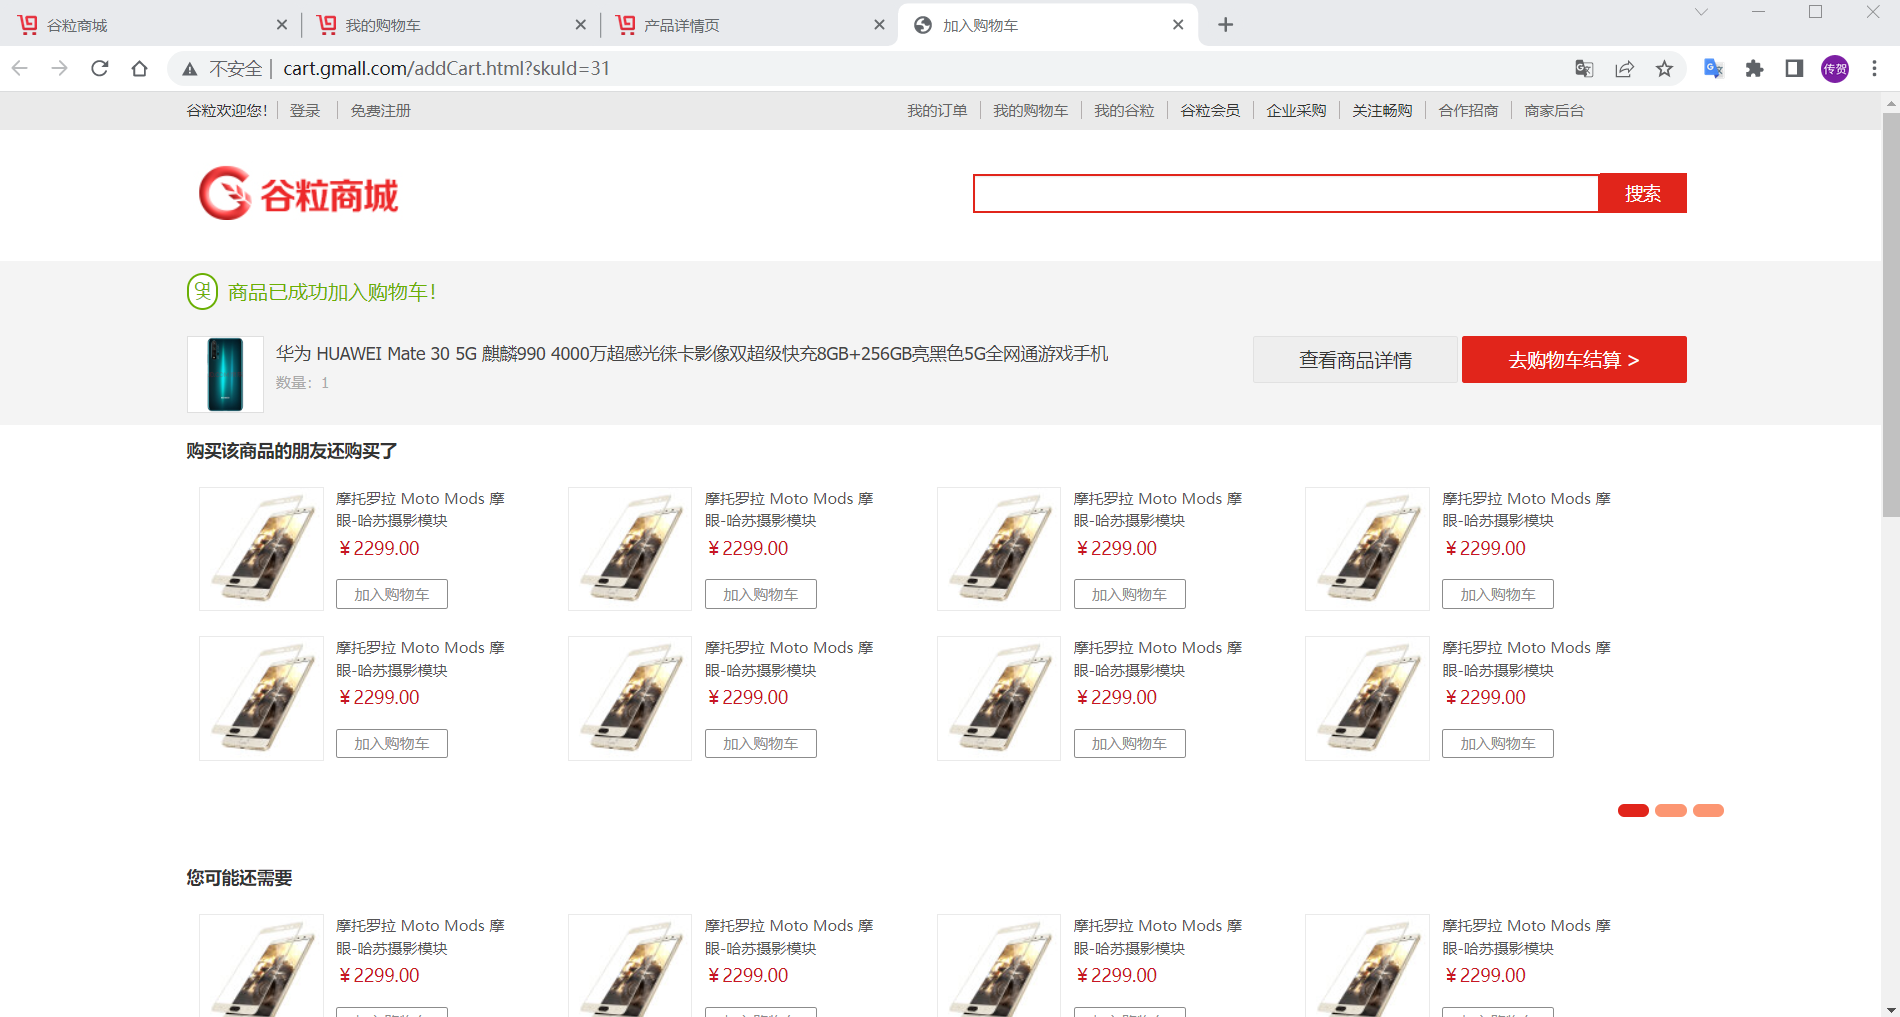 谷粒商城
我的购物车
产品详情页
加入购物车
不安全 | cart.gmall.com/addCart.html?skuId=31
传贺
谷粒欢迎您! 登录 免费注册
我的订单 我的购物车 我的谷粒 谷粒会员 企业采购 关注畅购 合作招商 商家后台
谷粒商城
搜索
商品已成功加入购物车!
华为 HUAWEI Mate 30 5G 麒麟990 4000万超感光徕卡影像双超级快充8GB+256GB亮黑色5G全网通游戏手机
数量：1
查看商品详情
去购物车结算 >
购买该商品的朋友还购买了
摩托罗拉 Moto Mods 摩
眼-哈苏摄影模块
¥2299.00
加入购物车
摩托罗拉 Moto Mods 摩
眼-哈苏摄影模块
¥2299.00
加入购物车
摩托罗拉 Moto Mods 摩
眼-哈苏摄影模块
¥2299.00
加入购物车
摩托罗拉 Moto Mods 摩
眼-哈苏摄影模块
¥2299.00
加入购物车
摩托罗拉 Moto Mods 摩
眼-哈苏摄影模块
¥2299.00
加入购物车
摩托罗拉 Moto Mods 摩
眼-哈苏摄影模块
¥2299.00
加入购物车
摩托罗拉 Moto Mods 摩
眼-哈苏摄影模块
¥2299.00
加入购物车
摩托罗拉 Moto Mods 摩
眼-哈苏摄影模块
¥2299.00
加入购物车
您可能还需要
摩托罗拉 Moto Mods 摩
眼-哈苏摄影模块
¥2299.00
摩托罗拉 Moto Mods 摩
眼-哈苏摄影模块
¥2299.00
摩托罗拉 Moto Mods 摩
眼-哈苏摄影模块
¥2299.00
摩托罗拉 Moto Mods 摩
眼-哈苏摄影模块
¥2299.00